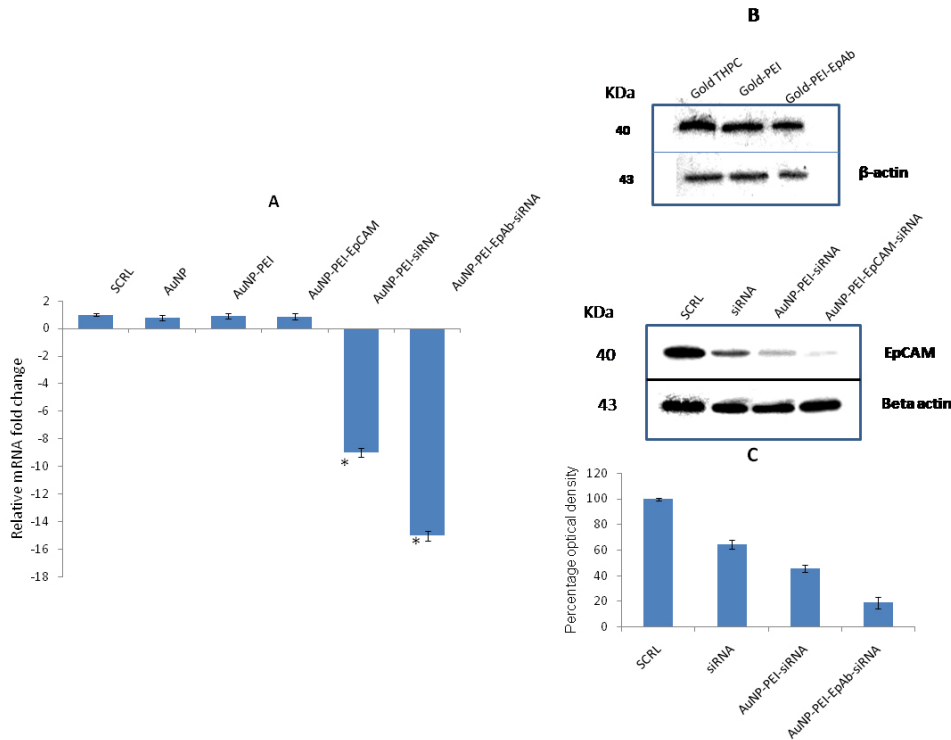 A
SCRL
AuNP
AuNP-PEI
AuNP-PEI-EpCAM
AuNP-PEI-siRNA
AuNP-PEI-EpAb-siRNA
Relative mRNA fold change
2
0
-2
-4
-6
-8
-10
-12
-14
-16
-18
*
*
B
KDa
Gold THPC
Gold-PEI
Gold-PEI-EpAb
40
43
β-actin
KDa
SCRL
siRNA
AuNP-PEI-siRNA
AuNP-PEI-EpCAM-siRNA
40
EpCAM
43
Beta actin
C
Percentage optical density
120
100
80
60
40
20
0
SCRL
siRNA
AuNP-PEI-siRNA
AuNP-PEI-EpAb-siRNA